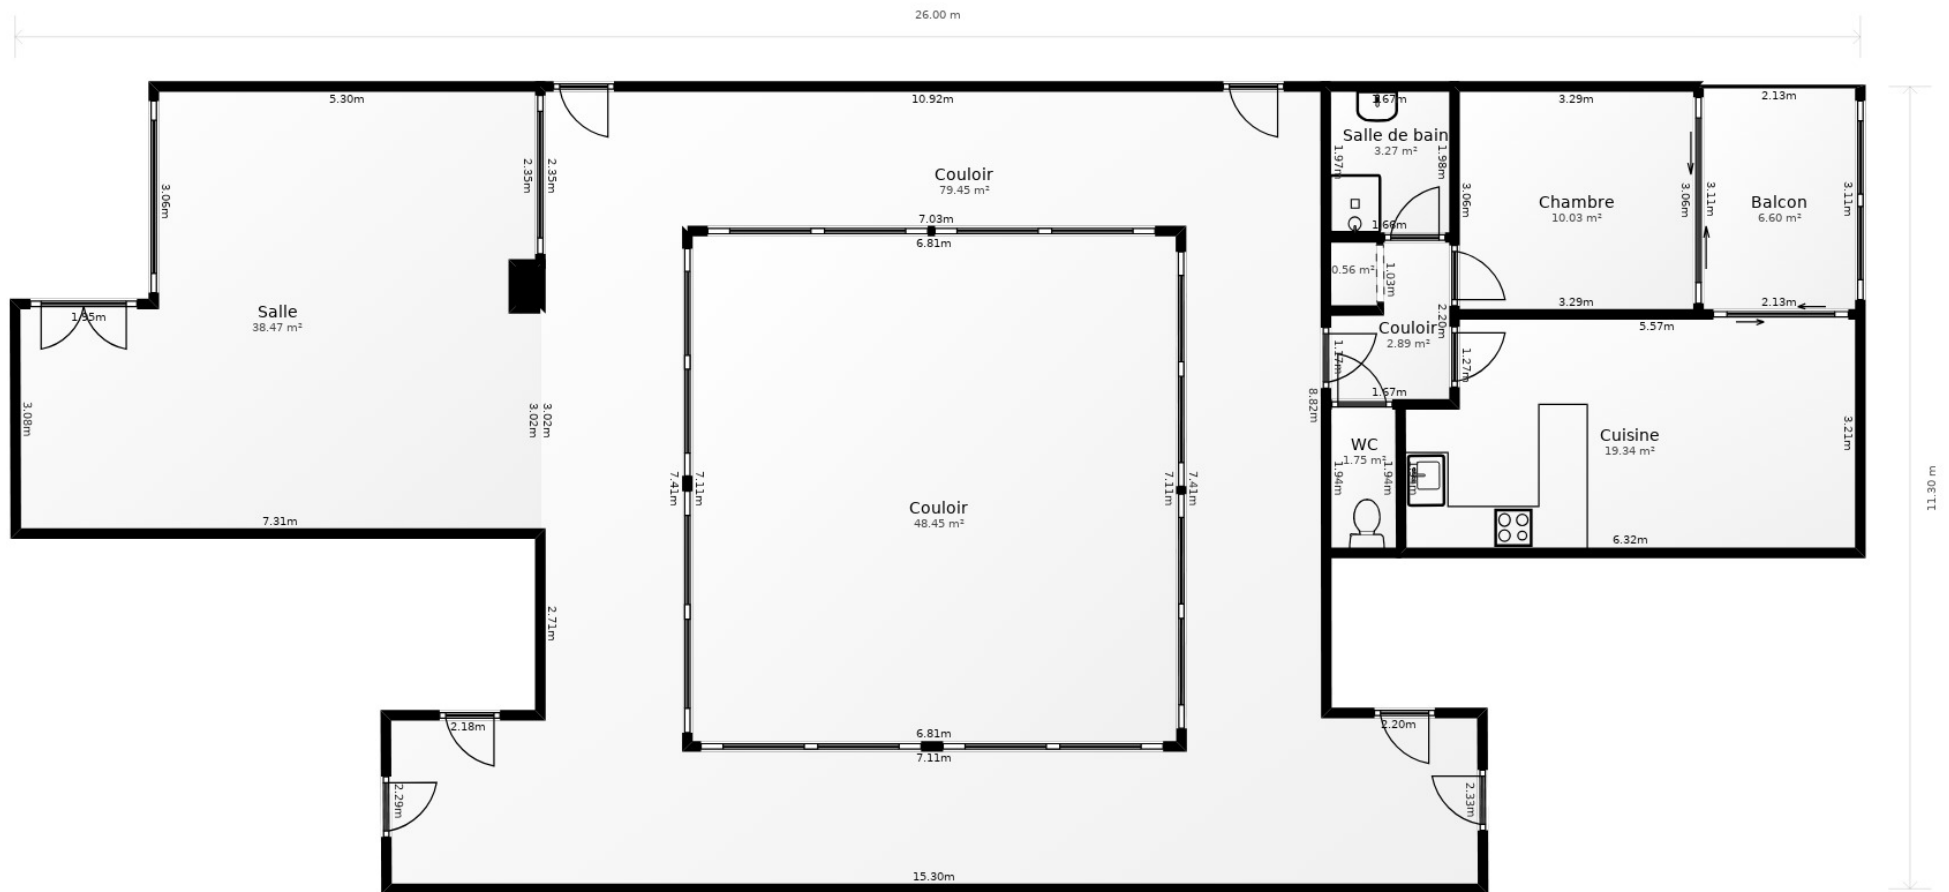 26.00 m
5.30m
10.92m
1.67m
3.29m
2.13m
Salle de bain
3.27 m²
2.35m
2.35m
1.97m
1.98m
Couloir
79.45 m²
3.06m
3.06m
3.06m
3.11m
3.11m
Chambre
10.03 m²
Balcon
6.60 m²
7.03m
6.81m
1.66m
0.56 m²
1.03m
3.29m
2.13m
Salle
38.47 m²
1.95m
2.20m
Couloir
2.89 m²
5.57m
1.17m
1.27m
1.67m
3.08m
3.02m
3.02m
8.82m
3.21m
Cuisine
19.34 m²
WC
1.75 m²
7.41m
7.11m
7.11m
7.41m
1.94m
1.94m
11.30 m
Couloir
48.45 m²
7.31m
6.32m
2.71m
2.18m
2.20m
6.81m
7.11m
2.29m
2.33m
15.30m